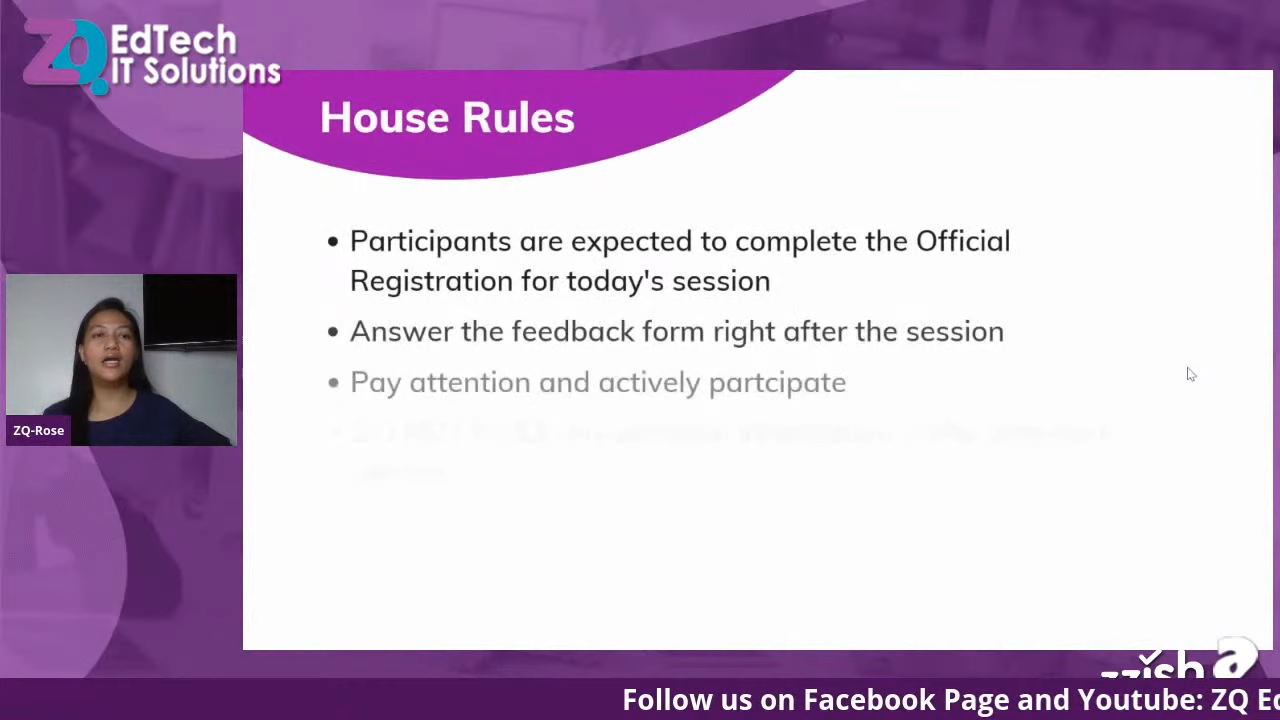 ZQ EdTech
IT Solutions
House Rules
• Participants are expected to complete the Official
Registration for today's session
• Answer the feedback form right after the session
• Pay attention and actively partcipate
ZQ-Rose
zzish a
Follow us on Facebook Page and Youtube: ZQ Ed